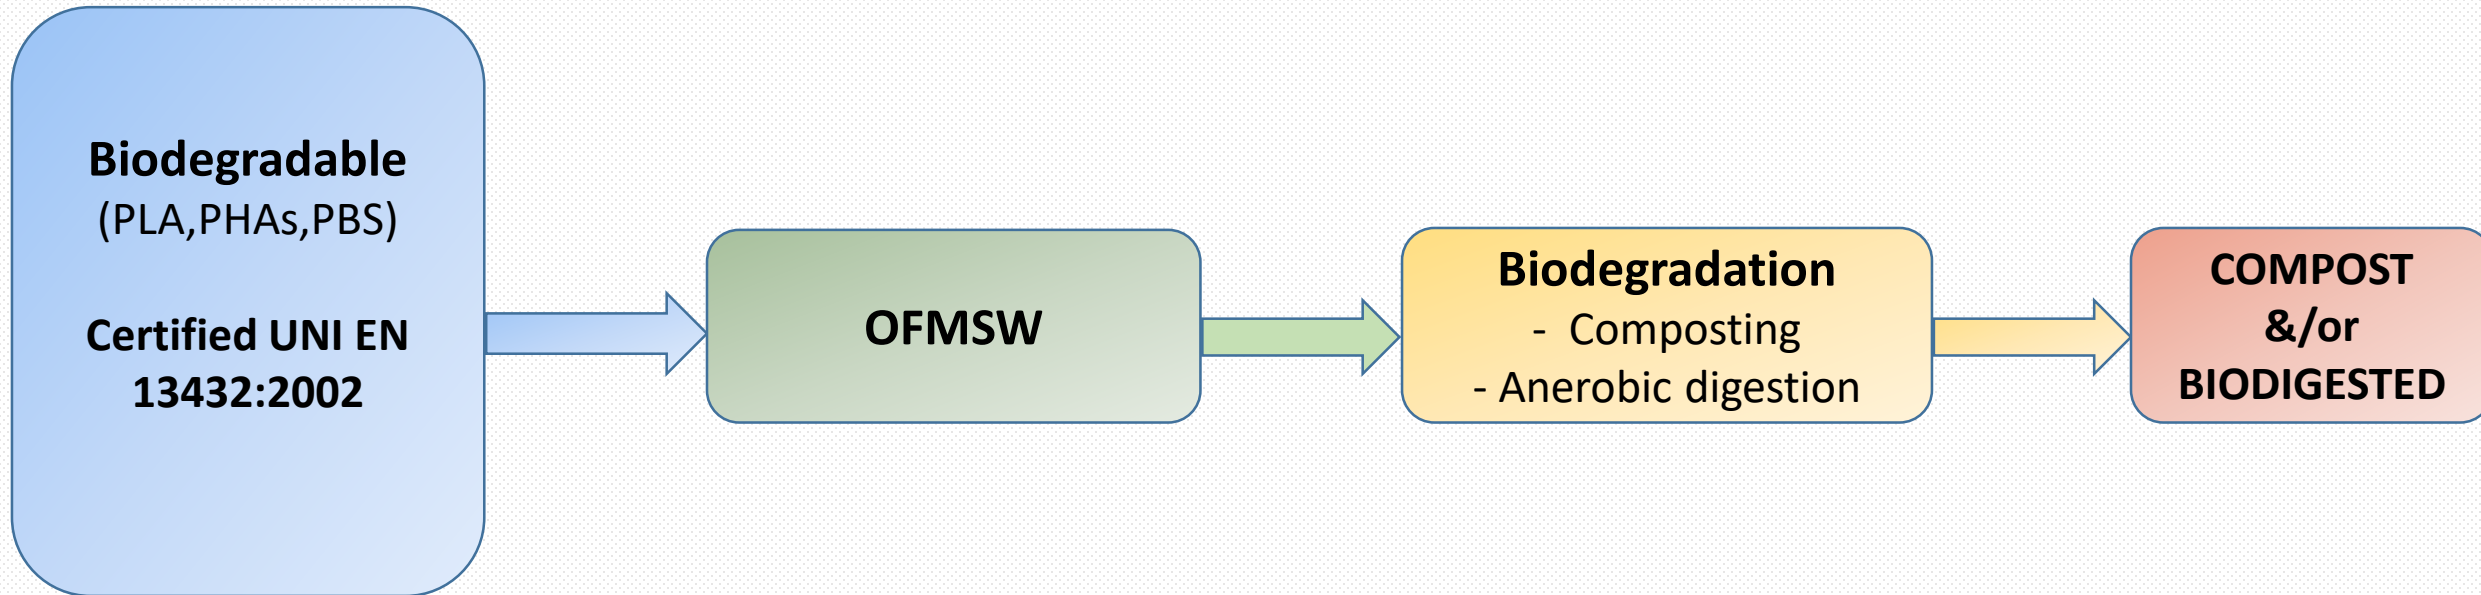 Biodegradable
(PLA,PHAs,PBS)
Certified UNI EN
13432:2002
OFMSW
Biodegradation
- Composting
- Anerobic digestion
COMPOST
&/or
BIODIGESTED